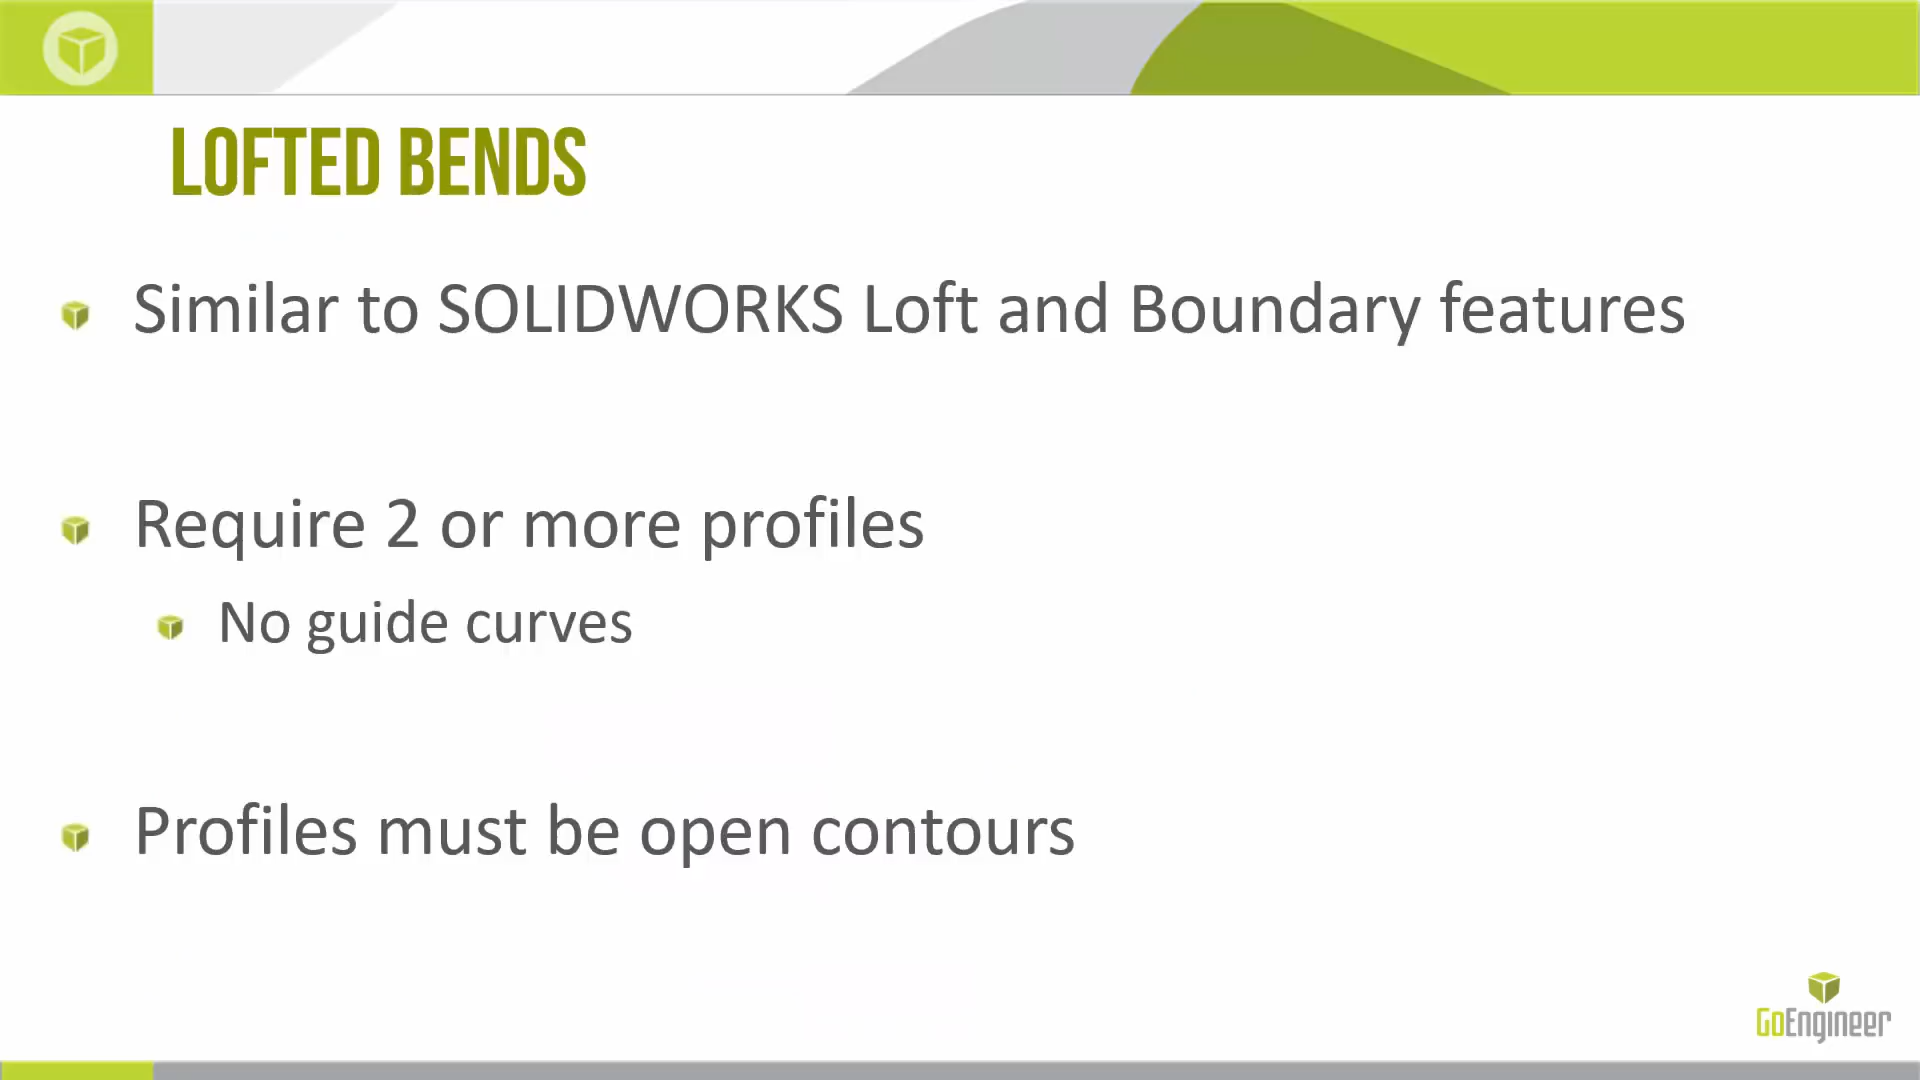 LOFTED BENDS
Similar to SOLIDWORKS Loft and Boundary features
Require 2 or more profiles
No guide curves
Profiles must be open contours
GoEngineer